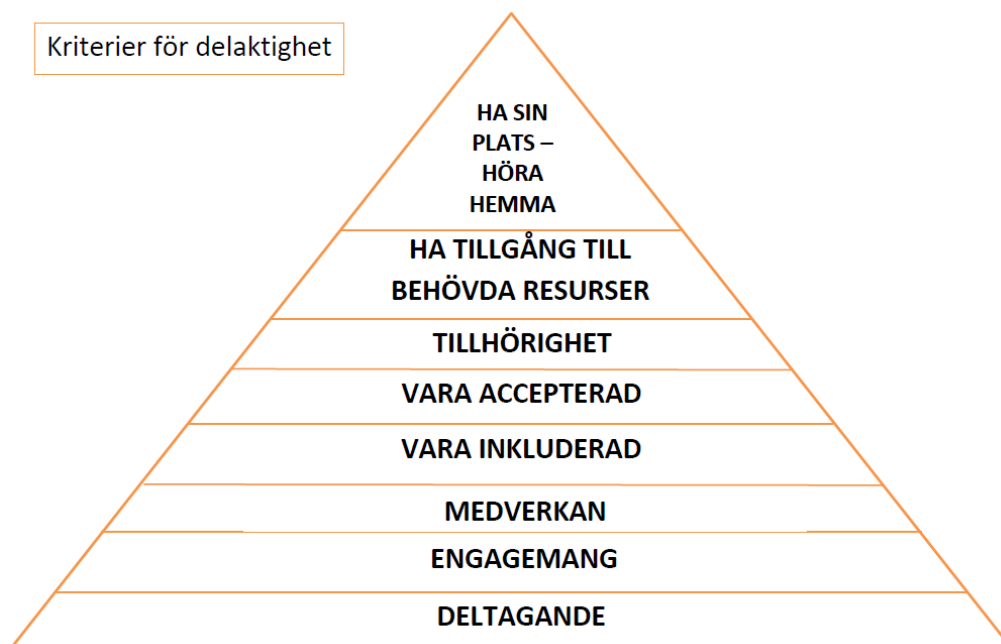 Kriterier för delaktighet
HA SIN
PLATS –
HÖRA
HEMMA
HA TILLGÅNG TILL
BEHÖVDA RESURSER
TILLHÖRIGHET
VARA ACCEPTERAD
VARA INKLUDERAD
MEDVERKAN
ENGAGEMANG
DELTAGANDE